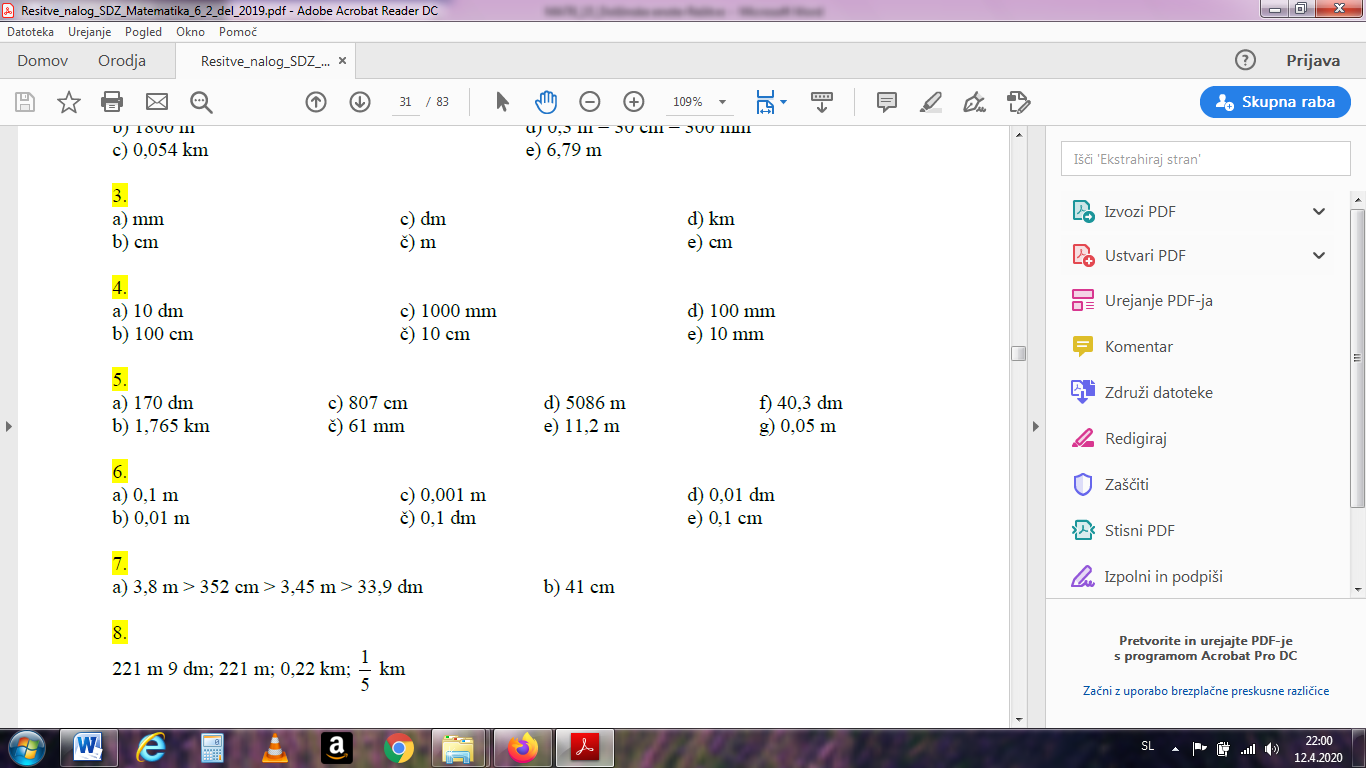 Resitve_nalog_SDZ_Matematika_6_2_del_2019.pdf - Adobe Acrobat Reader DC
Datoteka Urejanje Pogled Okno Pomoč
Domov Orodja Resitve_nalog_SDZ_... × Prijava
31 / 83 109% Skupna raba
b) 1800 m d) 0,3 m = 30 cm = 300 mm
c) 0,054 km e) 6,79 m
3.
a) mm c) dm d) km
b) cm č) m e) cm
4.
a) 10 dm c) 1000 mm d) 100 mm
b) 100 cm č) 10 cm e) 10 mm
5.
a) 170 dm c) 807 cm d) 5086 m f) 40,3 dm
b) 1,765 km č) 61 mm e) 11,2 m g) 0,05 m
6.
a) 0,1 m c) 0,001 m d) 0,01 dm
b) 0,01 m č) 0,1 dm e) 0,1 cm
7.
a) 3,8 m > 352 cm > 3,45 m > 33,9 dm b) 41 cm
8.
221 m 9 dm; 221 m; 0,22 km; 1/5 km
Išči 'Ekstrahiraj stran'
Izvozi PDF
Ustvari PDF
Urejanje PDF-ja
Komentar
Združi datoteke
Redigiraj
Zaščiti
Stisni PDF
Izpolni in podpiši
Pretvorite in urejajte PDF-je
s programom Acrobat Pro DC
Začni z uporabo brezplačne preskusne različice
SL 22:00
12.4.2020